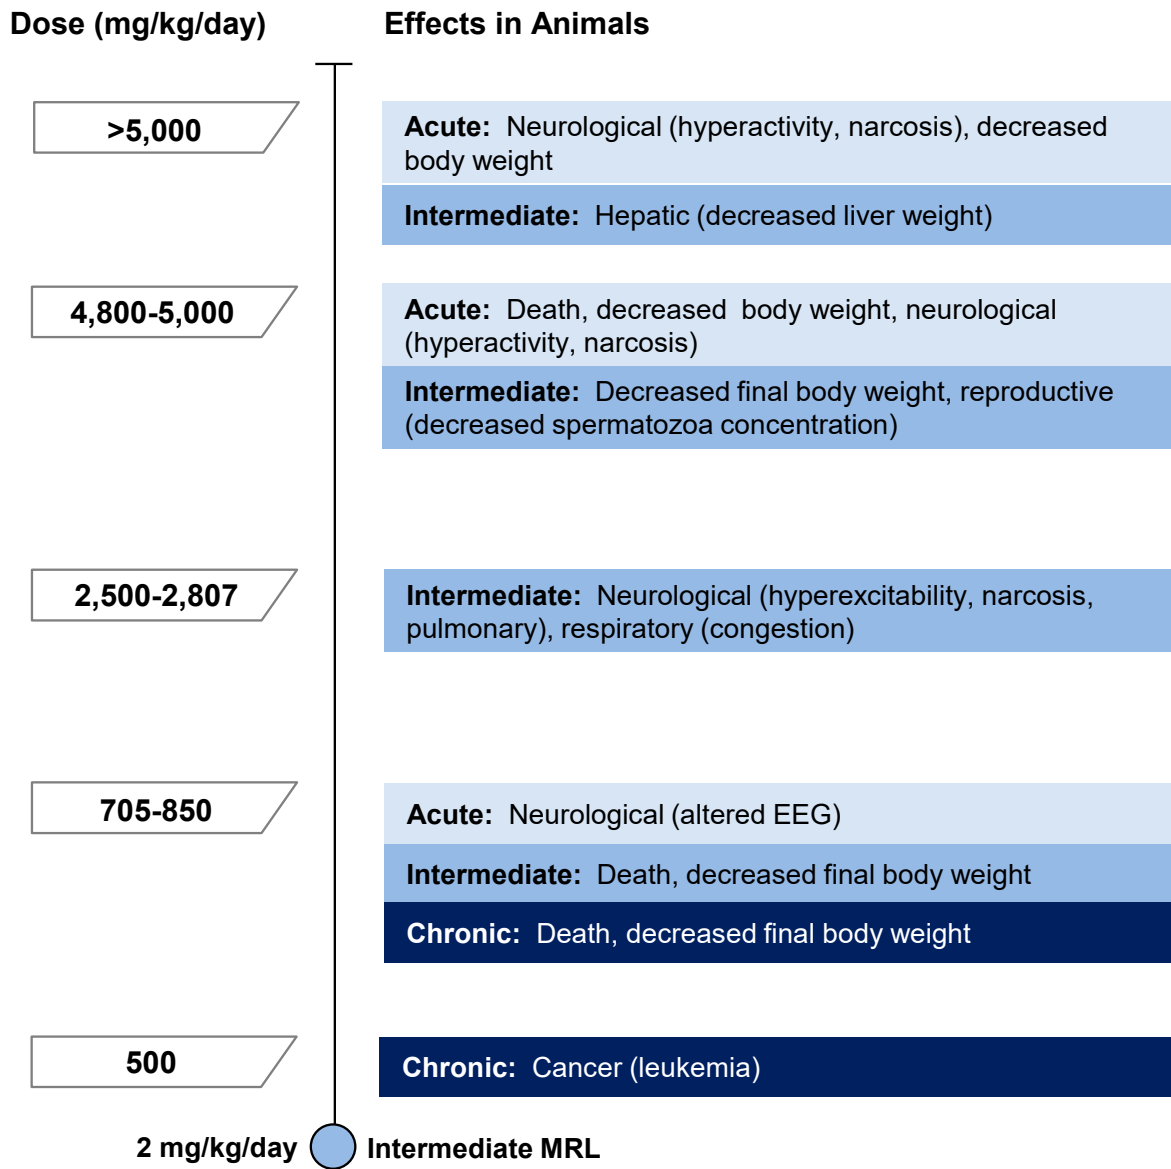 Dose (mg/kg/day)
Effects in Animals
>5,000
Acute: Neurological (hyperactivity, narcosis), decreased
body weight
Intermediate: Hepatic (decreased liver weight)
4,800-5,000
Acute: Death, decreased body weight, neurological
(hyperactivity, narcosis)
Intermediate: Decreased final body weight, reproductive
(decreased spermatozoa concentration)
2,500-2,807
Intermediate: Neurological (hyperexcitability, narcosis,
pulmonary), respiratory (congestion)
705-850
Acute: Neurological (altered EEG)
Intermediate: Death, decreased final body weight
Chronic: Death, decreased final body weight
500
Chronic: Cancer (leukemia)
2 mg/kg/day
Intermediate MRL